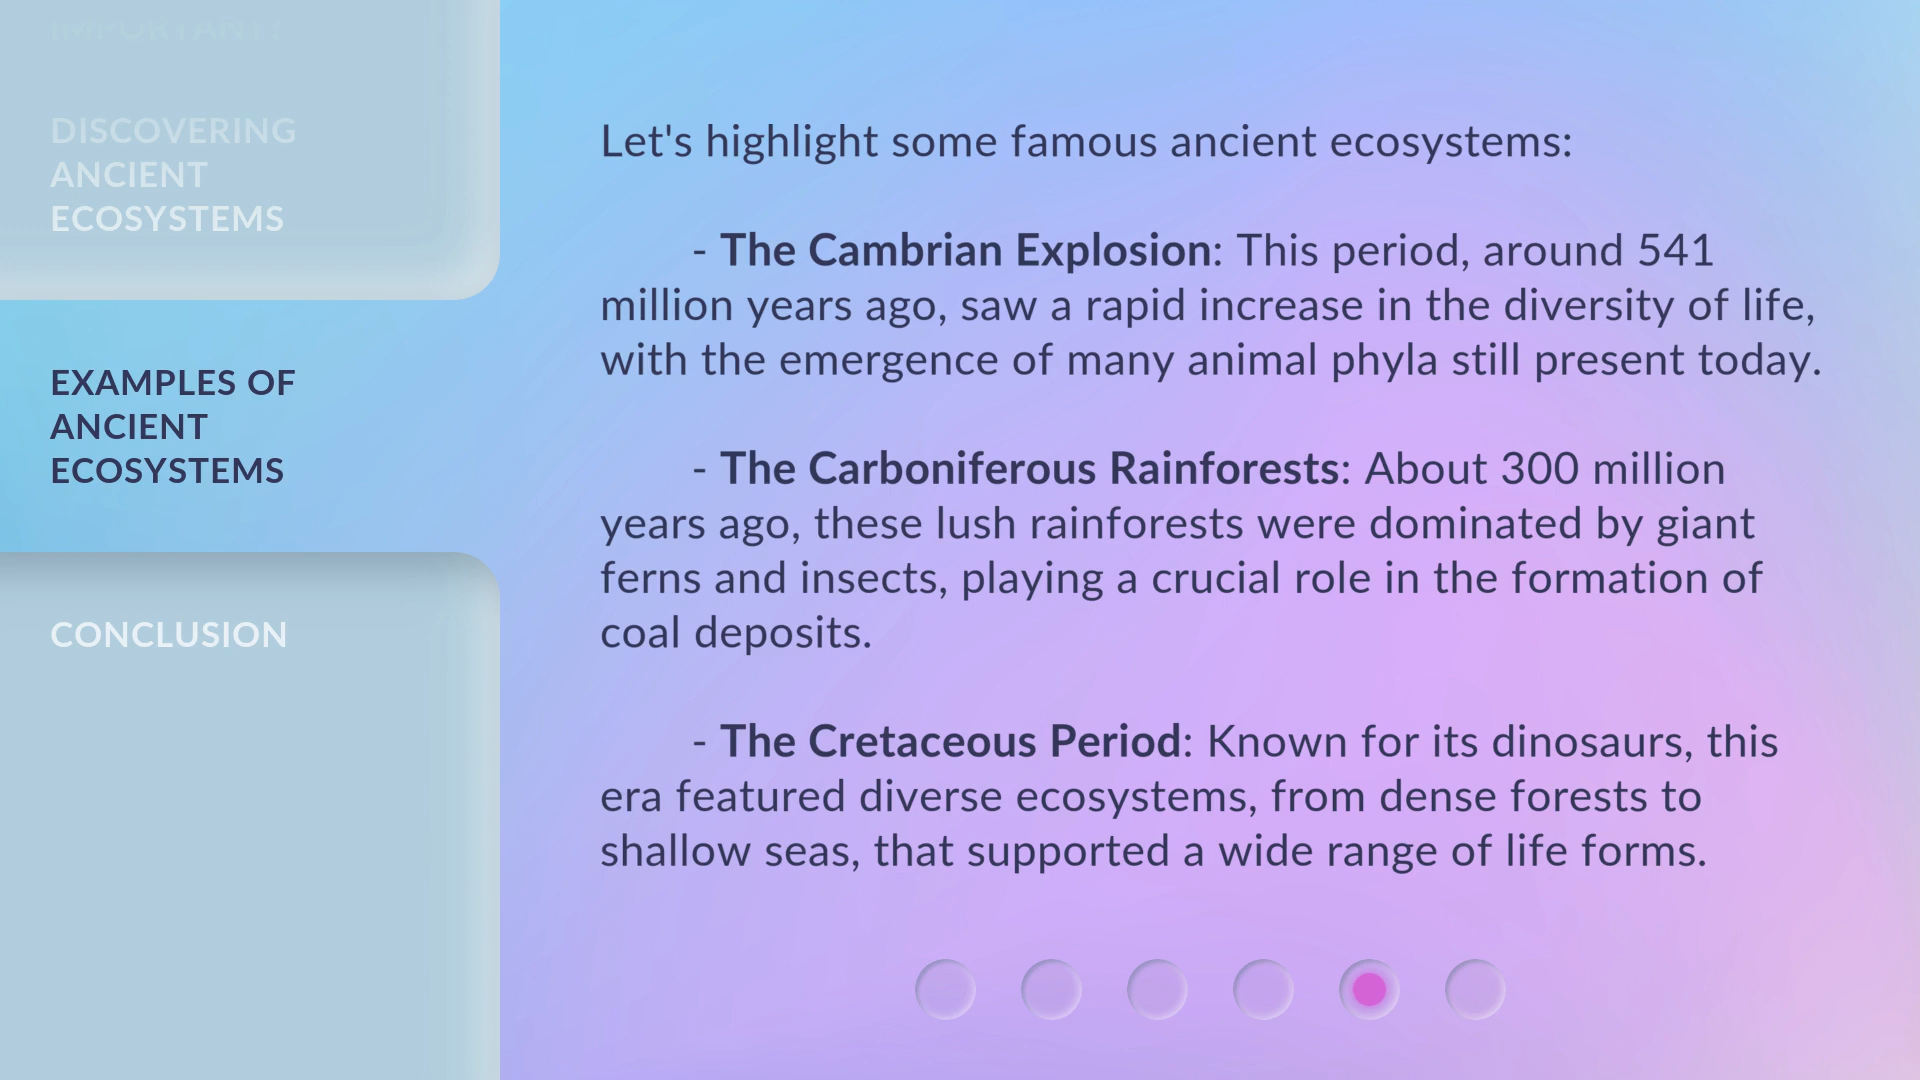 IMPORTANT?
DISCOVERING
ANCIENT
ECOSYSTEMS
EXAMPLES OF
ANCIENT
ECOSYSTEMS
CONCLUSION
Let's highlight some famous ancient ecosystems:
- The Cambrian Explosion: This period, around 541
million years ago, saw a rapid increase in the diversity of life,
with the emergence of many animal phyla still present today.
- The Carboniferous Rainforests: About 300 million
years ago, these lush rainforests were dominated by giant
ferns and insects, playing a crucial role in the formation of
coal deposits.
- The Cretaceous Period: Known for its dinosaurs, this
era featured diverse ecosystems, from dense forests to
shallow seas, that supported a wide range of life forms.